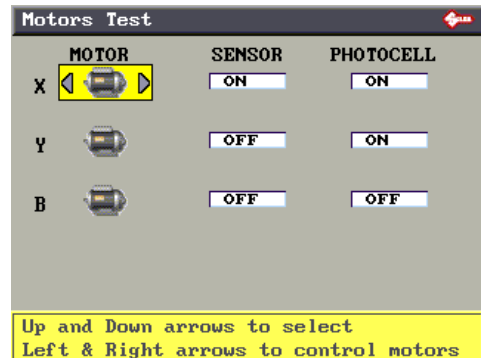 Motors Test
MOTOR SENSOR PHOTOCELL
X ON ON
Y OFF ON
B OFF OFF
Up and Down arrows to select
Left & Right arrows to control motors